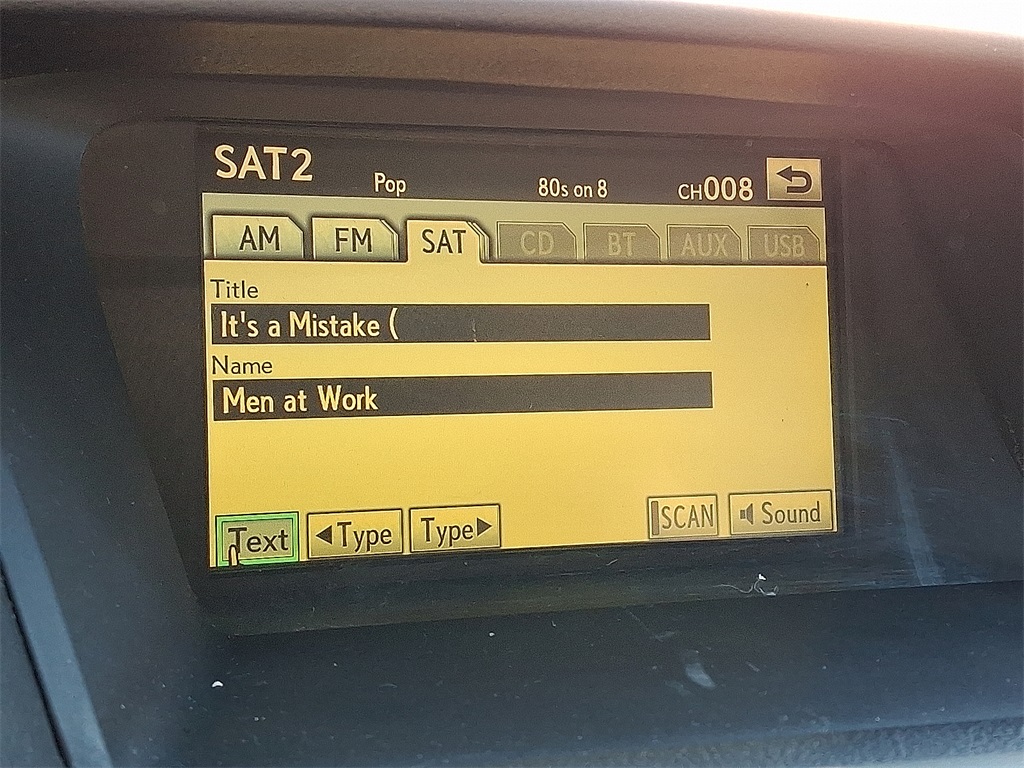 SAT2 Pop 80s on 8 CH008
AM FM SAT CD BT AUX USB
Title
It's a Mistake (
Name
Men at Work
Text ◀Type Type▶ SCAN Sound